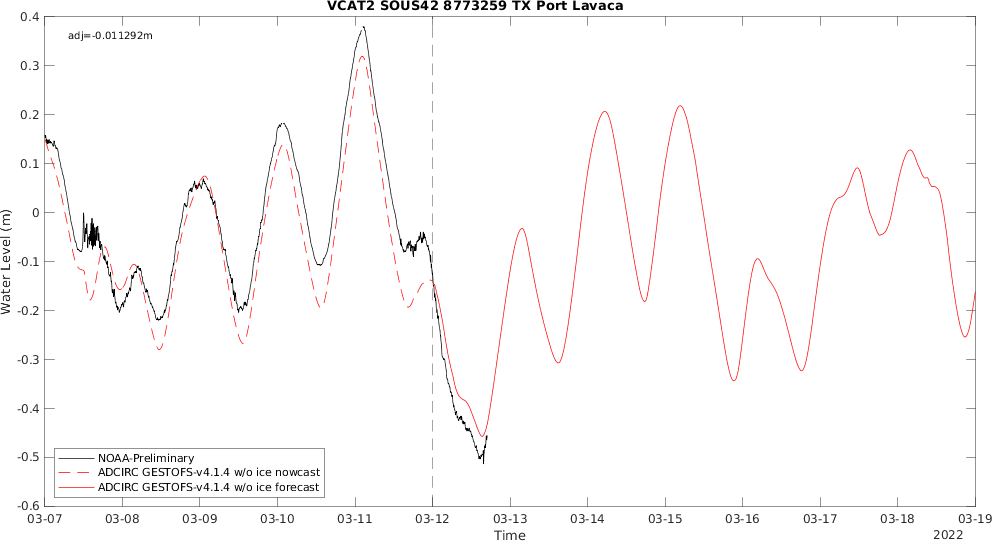 VCAT2 SOUS42 8773259 TX Port Lavaca
adj=-0.011292m
0.4
0.3
0.2
0.1
0
-0.1
-0.2
-0.3
-0.4
-0.5
-0.6
Water Level (m)
NOAA-Preliminary
ADCIRC GESTOFS-v4.1.4 w/o ice nowcast
ADCIRC GESTOFS-v4.1.4 w/o ice forecast
03-07 03-08 03-09 03-10 03-11 03-12 03-13 03-14 03-15 03-16 03-17 03-18 03-19
Time
2022